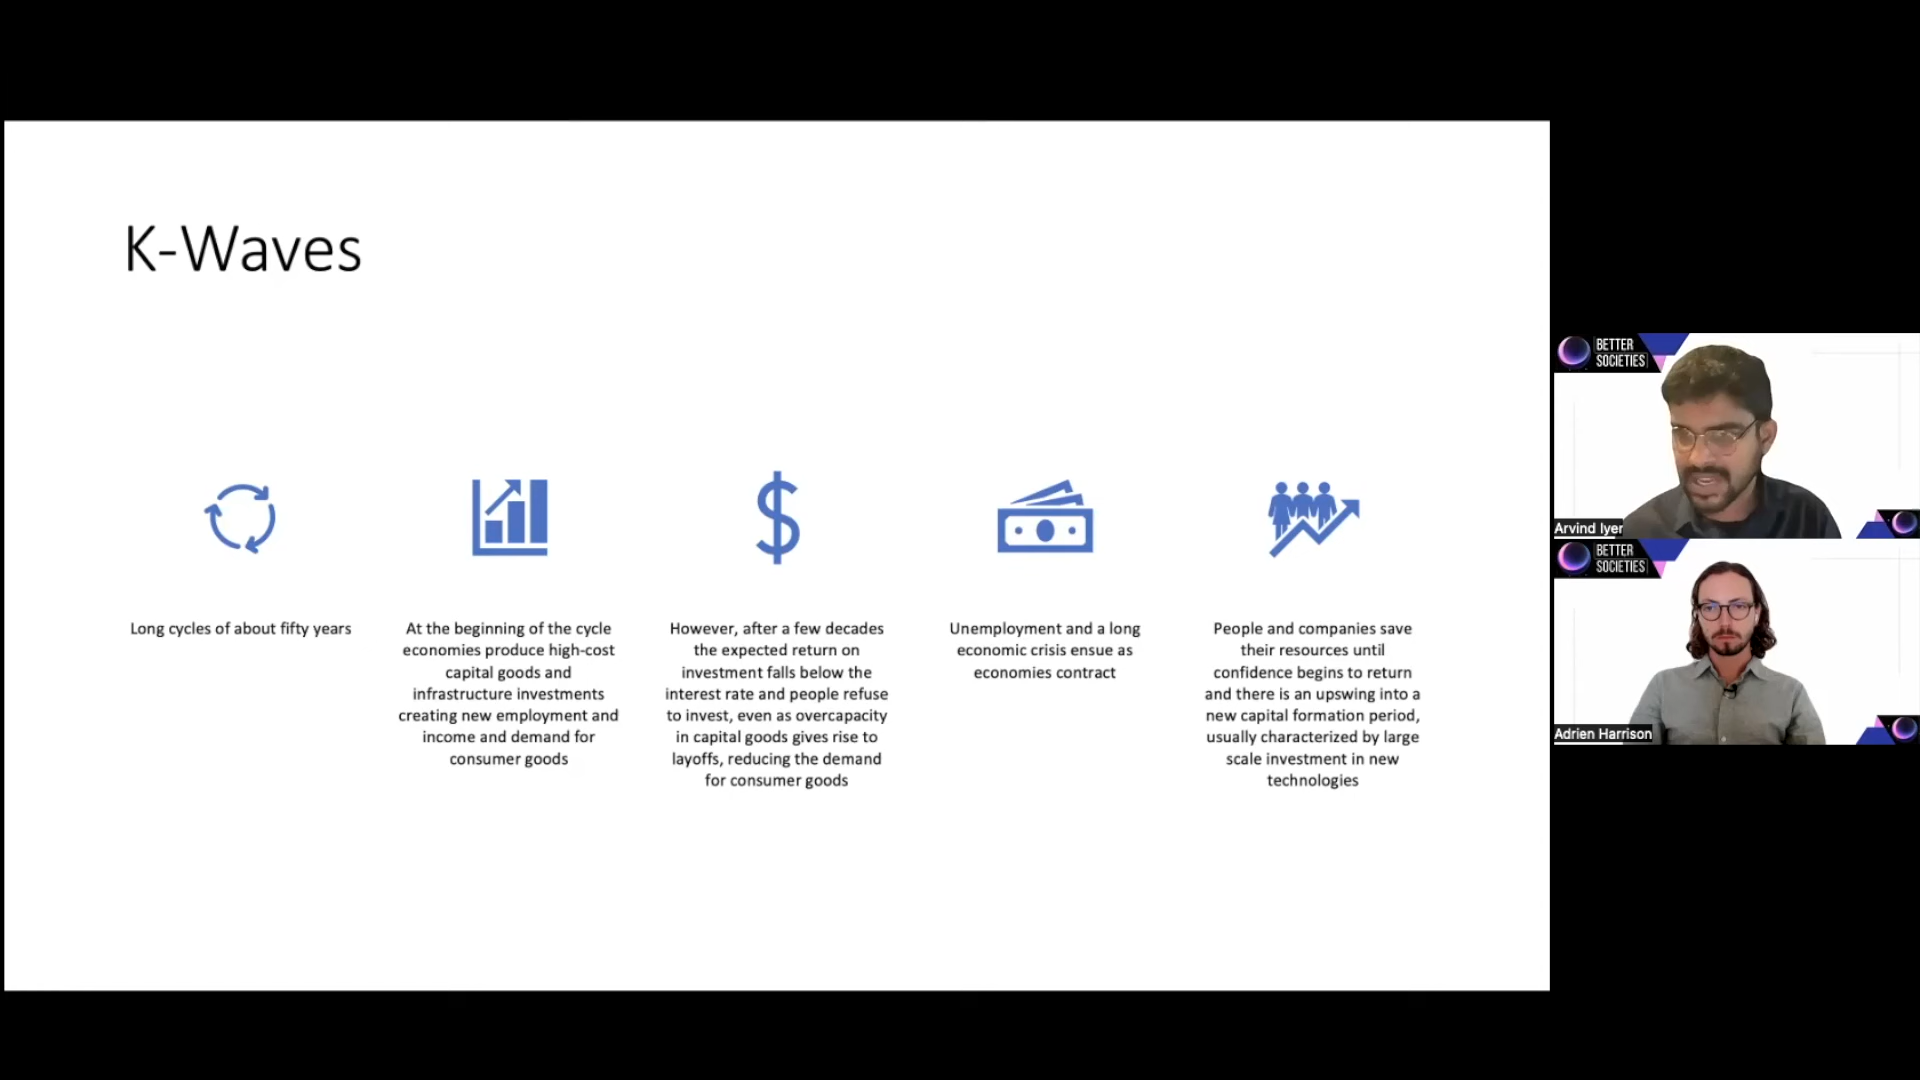 K-Waves
Long cycles of about fifty years
At the beginning of the cycle
economies produce high-cost
capital goods and
infrastructure investments
creating new employment and
income and demand for
consumer goods
However, after a few decades
the expected return on
investment falls below the
interest rate and people refuse
to invest, even as overcapacity
in capital goods gives rise to
layoffs, reducing the demand
for consumer goods
Unemployment and a long
economic crisis ensue as
economies contract
People and companies save
their resources until
confidence begins to return
and there is an upswing into a
new capital formation period,
usually characterized by large
scale investment in new
technologies
BETTER
SOCIETIES
Arvind Iyer
BETTER
SOCIETIES
Adrien Harrison